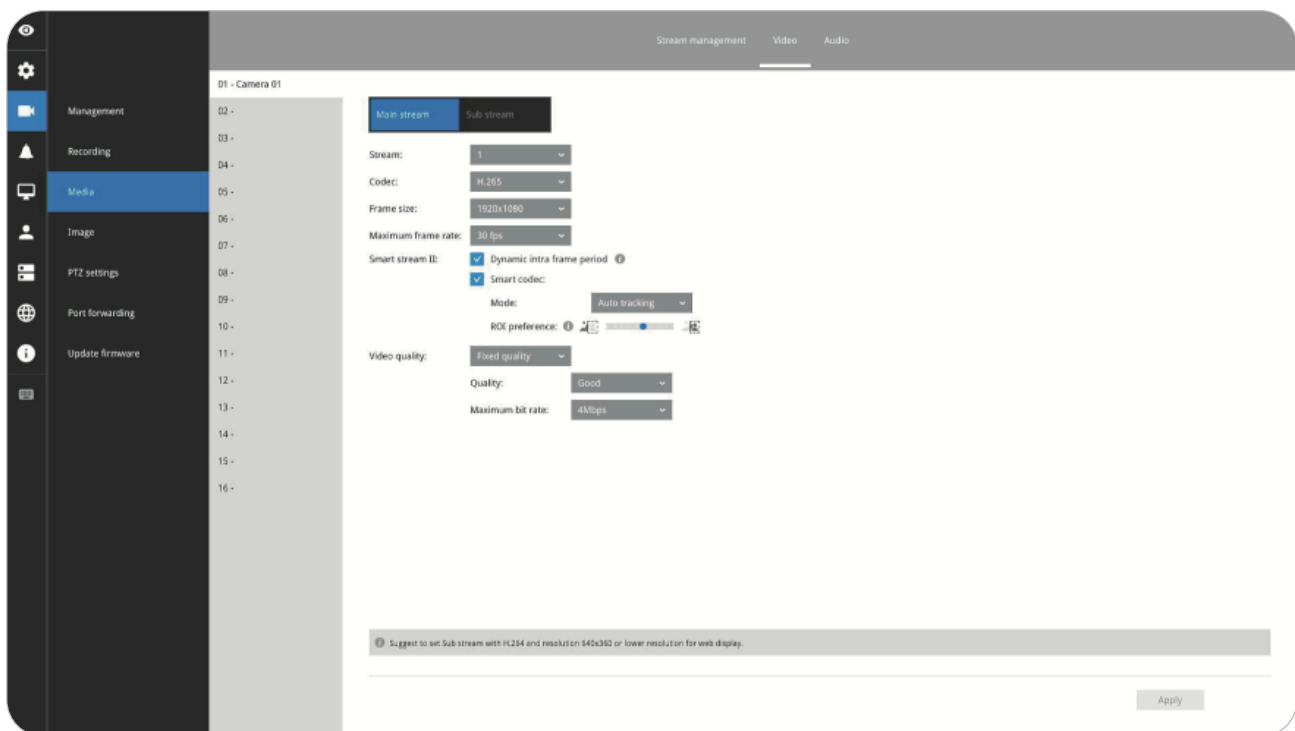 Stream management Video Audio
01 - Camera 01
Management
Recording
Media
Image
PTZ settings
Port forwarding
Update firmware
02 -
03 -
04 -
05 -
06 -
07 -
08 -
09 -
10 -
11 -
12 -
13 -
14 -
15 -
16 -
Main stream Sub stream
Stream: 1
Codec: H.265
Frame size: 1920x1080
Maximum frame rate: 30 fps
Smart stream II: Dynamic intra frame period
Smart codec:
Mode: Auto tracking
ROI preference:
Video quality: Fixed quality
Quality: Good
Maximum bit rate: 4Mbps
Suggest to set Sub stream with H.264 and resolution 640x360 or lower resolution for web display.
Apply